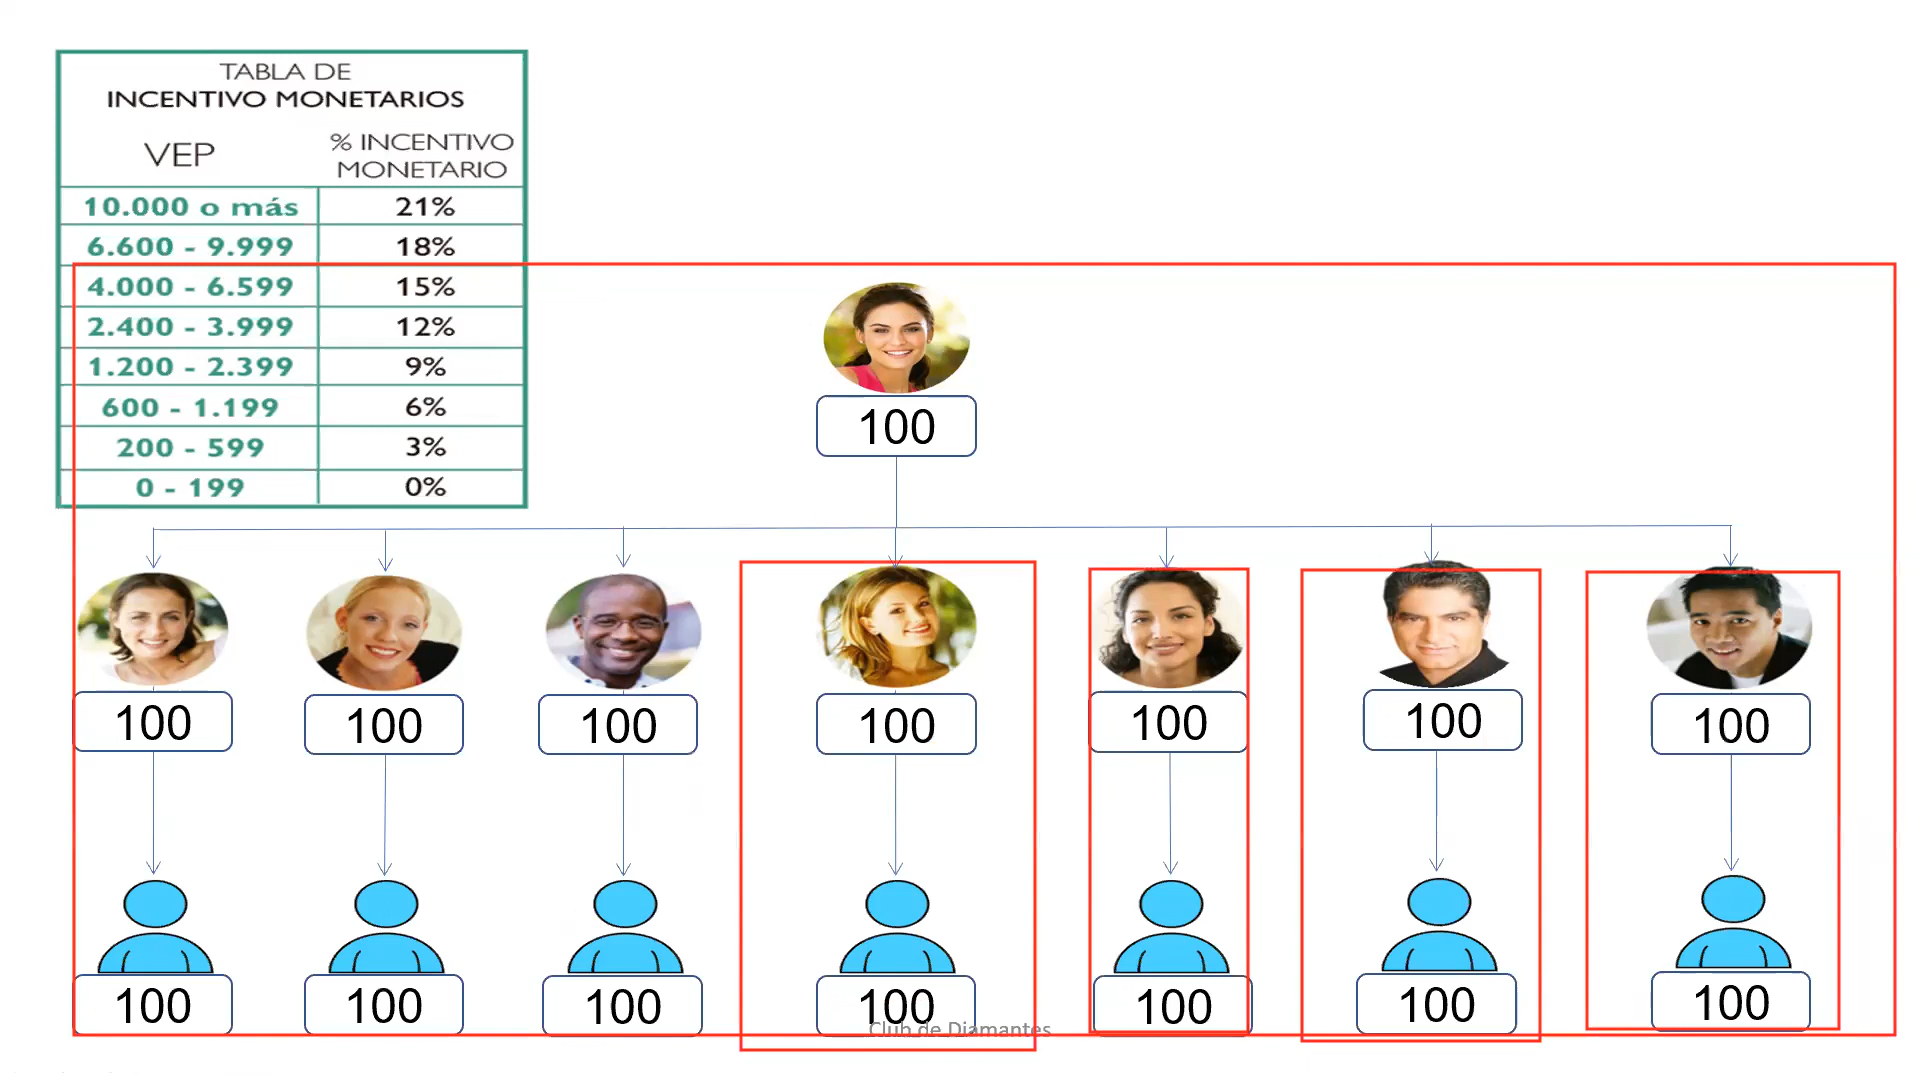 TABLA DE
INCENTIVO MONETARIOS
VEP
% INCENTIVO
MONETARIO
10.000 o más 21%
6.600 - 9.999 18%
4.000 - 6.599 15%
2.400 - 3.999 12%
1.200 - 2.399 9%
600 - 1.199 6%
200 - 599 3%
0 - 199 0%
100
100 100 100 100 100 100 100
100 100 100 100 100 100 100
Club de Diamantes